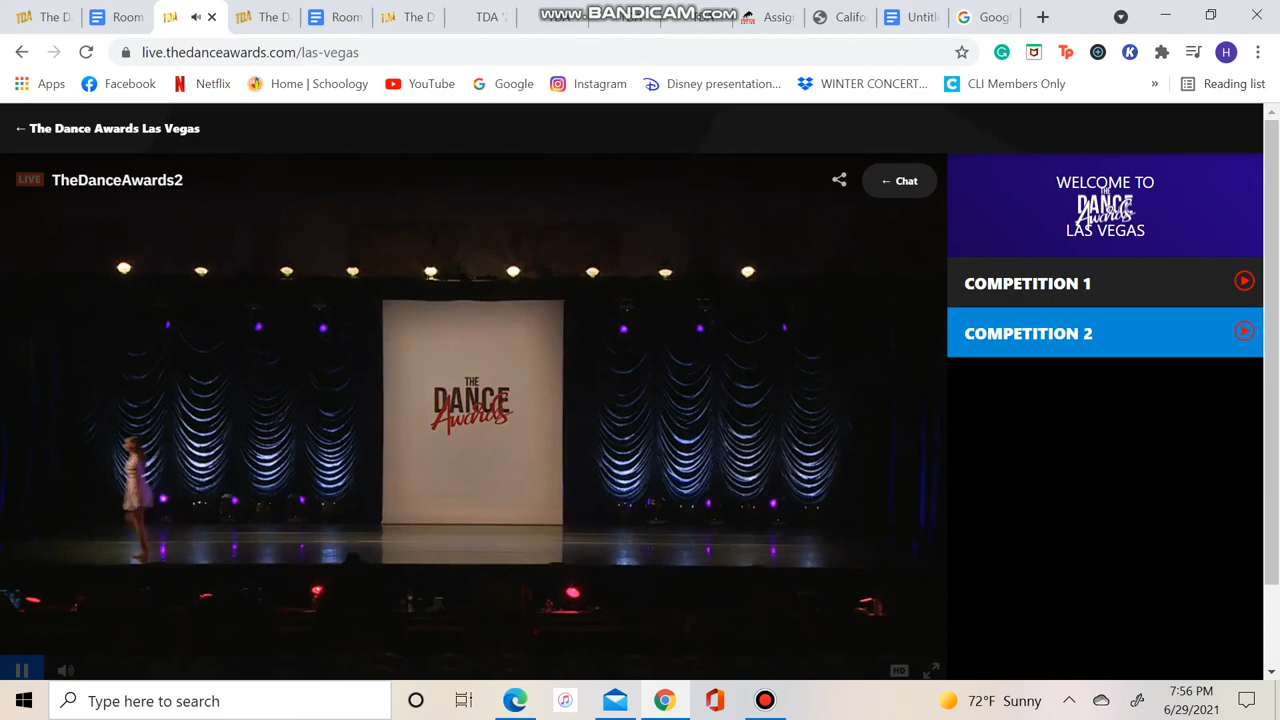 The D
Room
TDA
The D
Room
The D
TDA '2
www.BANDICAM.com
Assign
Califo
Untitl
Goog
live.thedanceawards.com/las-vegas
H
Apps
Facebook
Netflix
Home | Schoology
YouTube
Google
Instagram
Disney presentation...
WINTER CONCERT...
CLI Members Only
»
Reading list
← The Dance Awards Las Vegas
LIVE TheDanceAwards2
← Chat
WELCOME TO
THE
DANCE
Awards
LAS VEGAS
COMPETITION 1
COMPETITION 2
THE
DANCE
Awards
HD
Type here to search
72°F Sunny
7:56 PM
6/29/2021